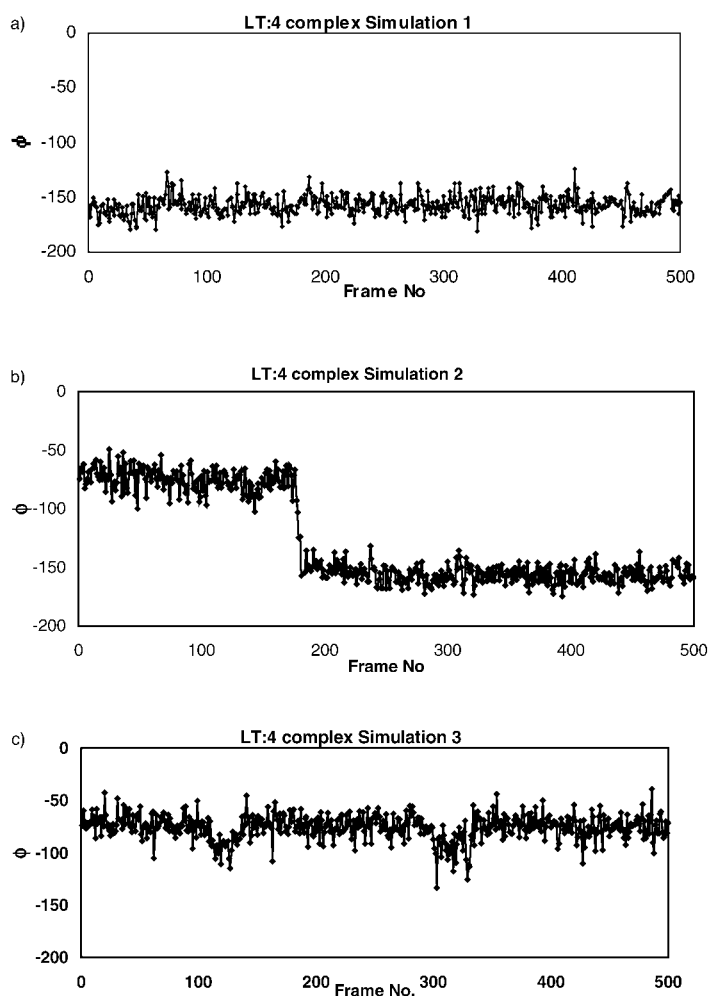 a)
LT:4 complex Simulation 1
0
-50
-100
-150
-200
ϕ
0 100 200 300 400 500
Frame No
b)
LT:4 complex Simulation 2
0
-50
-100
-150
-200
ϕ
0 100 200 300 400 500
Frame No
c)
LT:4 complex Simulation 3
0
-50
-100
-150
-200
ϕ
0 100 200 300 400 500
Frame No.